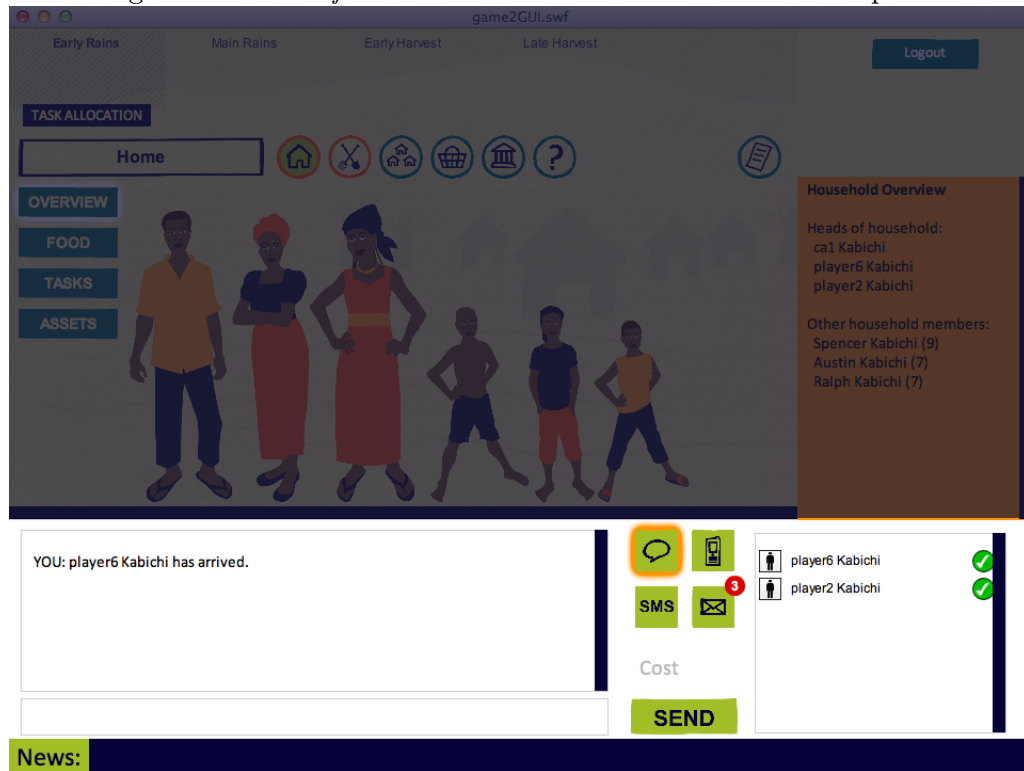 game2GUI.swf
Early Rains
Main Rains
Early Harvest
Late Harvest
Logout
TASK ALLOCATION
Home
?
OVERVIEW
FOOD
TASKS
ASSETS
Household Overview
Heads of household:
ca1 Kabichi
player6 Kabichi
player2 Kabichi
Other household members:
Spencer Kabichi (9)
Austin Kabichi (7)
Ralph Kabichi (7)
YOU: player6 Kabichi has arrived.
SMS
3
Cost
SEND
player6 Kabichi
player2 Kabichi
News: